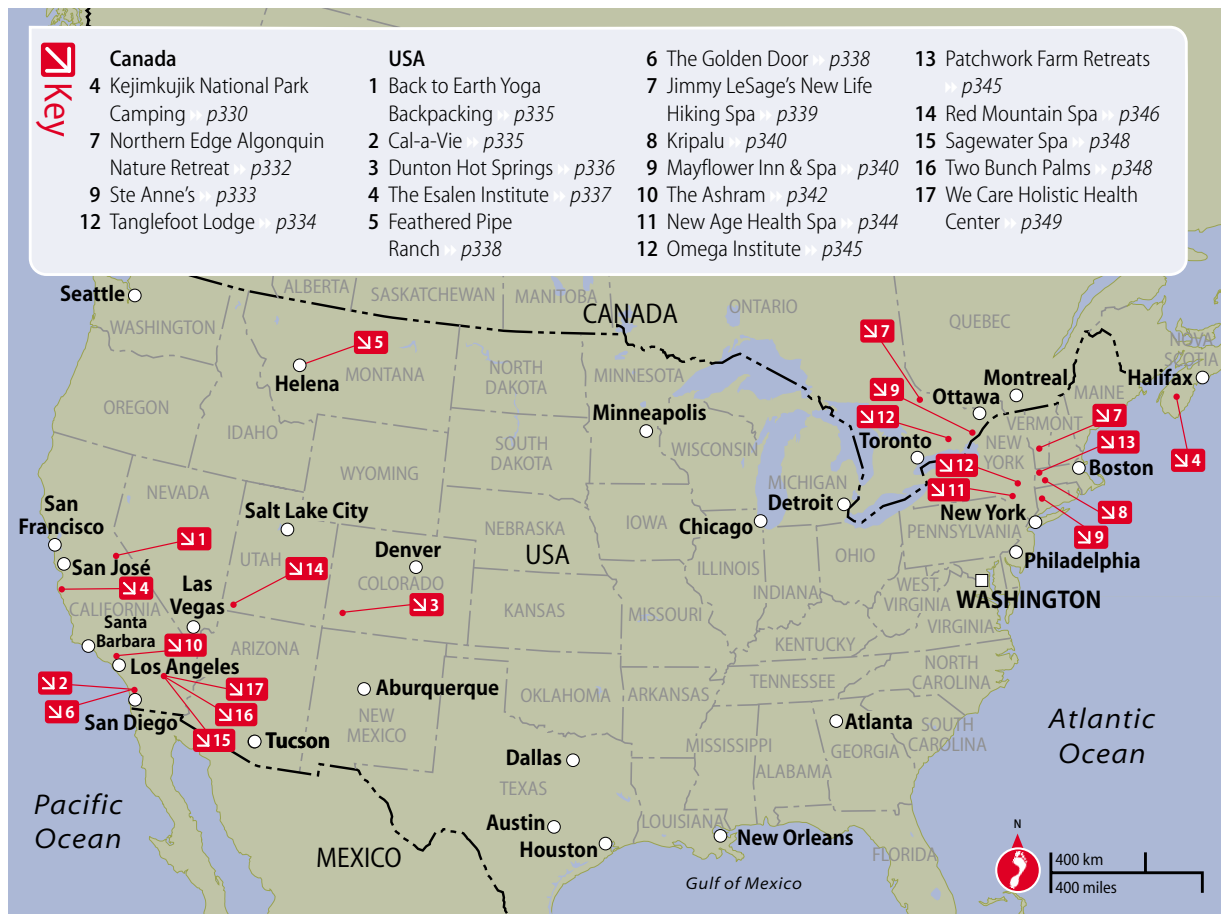 Key
Canada
4 Kejimkujik National Park
Camping » p330
7 Northern Edge Algonquin
Nature Retreat » p332
9 Ste Anne's » p333
12 Tanglefoot Lodge » p334
USA
1 Back to Earth Yoga
Backpacking » p335
2 Cal-a-Vie » p335
3 Dunton Hot Springs » p336
4 The Esalen Institute » p337
5 Feathered Pipe
Ranch » p338
6 The Golden Door » p338
7 Jimmy LeSage's New Life
Hiking Spa » p339
8 Kripalu » p340
9 Mayflower Inn & Spa » p340
10 The Ashram » p342
11 New Age Health Spa » p344
12 Omega Institute » p345
13 Patchwork Farm Retreats
» p345
14 Red Mountain Spa » p346
15 Sagewater Spa » p348
16 Two Bunch Palms » p348
17 We Care Holistic Health
Center » p349
ALBERTA
SASKATCHEWAN
MANITOBA
ONTARIO
QUEBEC
CANADA
Seattle
WASHINGTON
5
7
NOVA
SCOTIA
Helena
MONTANA
NORTH
DAKOTA
MINNESOTA
9
Montreal
Halifax
Ottawa
MAINE
OREGON
Minneapolis
12
VERMONT
7
IDAHO
SOUTH
DAKOTA
WISCONSIN
Toronto
NEW
YORK
13
4
WYOMING
MICHIGAN
12
Boston
NEVADA
11
San
Francisco
Salt Lake City
Detroit
New York
8
NEBRASKA
IOWA
Chicago
PENNSYLVANIA
9
1
UTAH
Denver
USA
OHIO
Philadelphia
San José
14
COLORADO
ILLINOIS
INDIANA
WEST
VIRGINIA
WASHINGTON
4
Las
Vegas
3
KANSAS
MISSOURI
VIRGINIA
CALIFORNIA
Santa
Barbara
10
ARIZONA
KENTUCKY
Los Angeles
TENNESSEE
NORTH
CAROLINA
2
17
Aburquerque
OKLAHOMA
ARKANSAS
6
16
San Diego
NEW
MEXICO
Atlanta
SOUTH
CAROLINA
Atlantic
Ocean
15
Tucson
MISSISSIPPI
GEORGIA
Dallas
ALABAMA
TEXAS
Pacific
Ocean
Austin
LOUISIANA
Houston
New Orleans
MEXICO
FLORIDA
Gulf of Mexico
N
400 km
400 miles